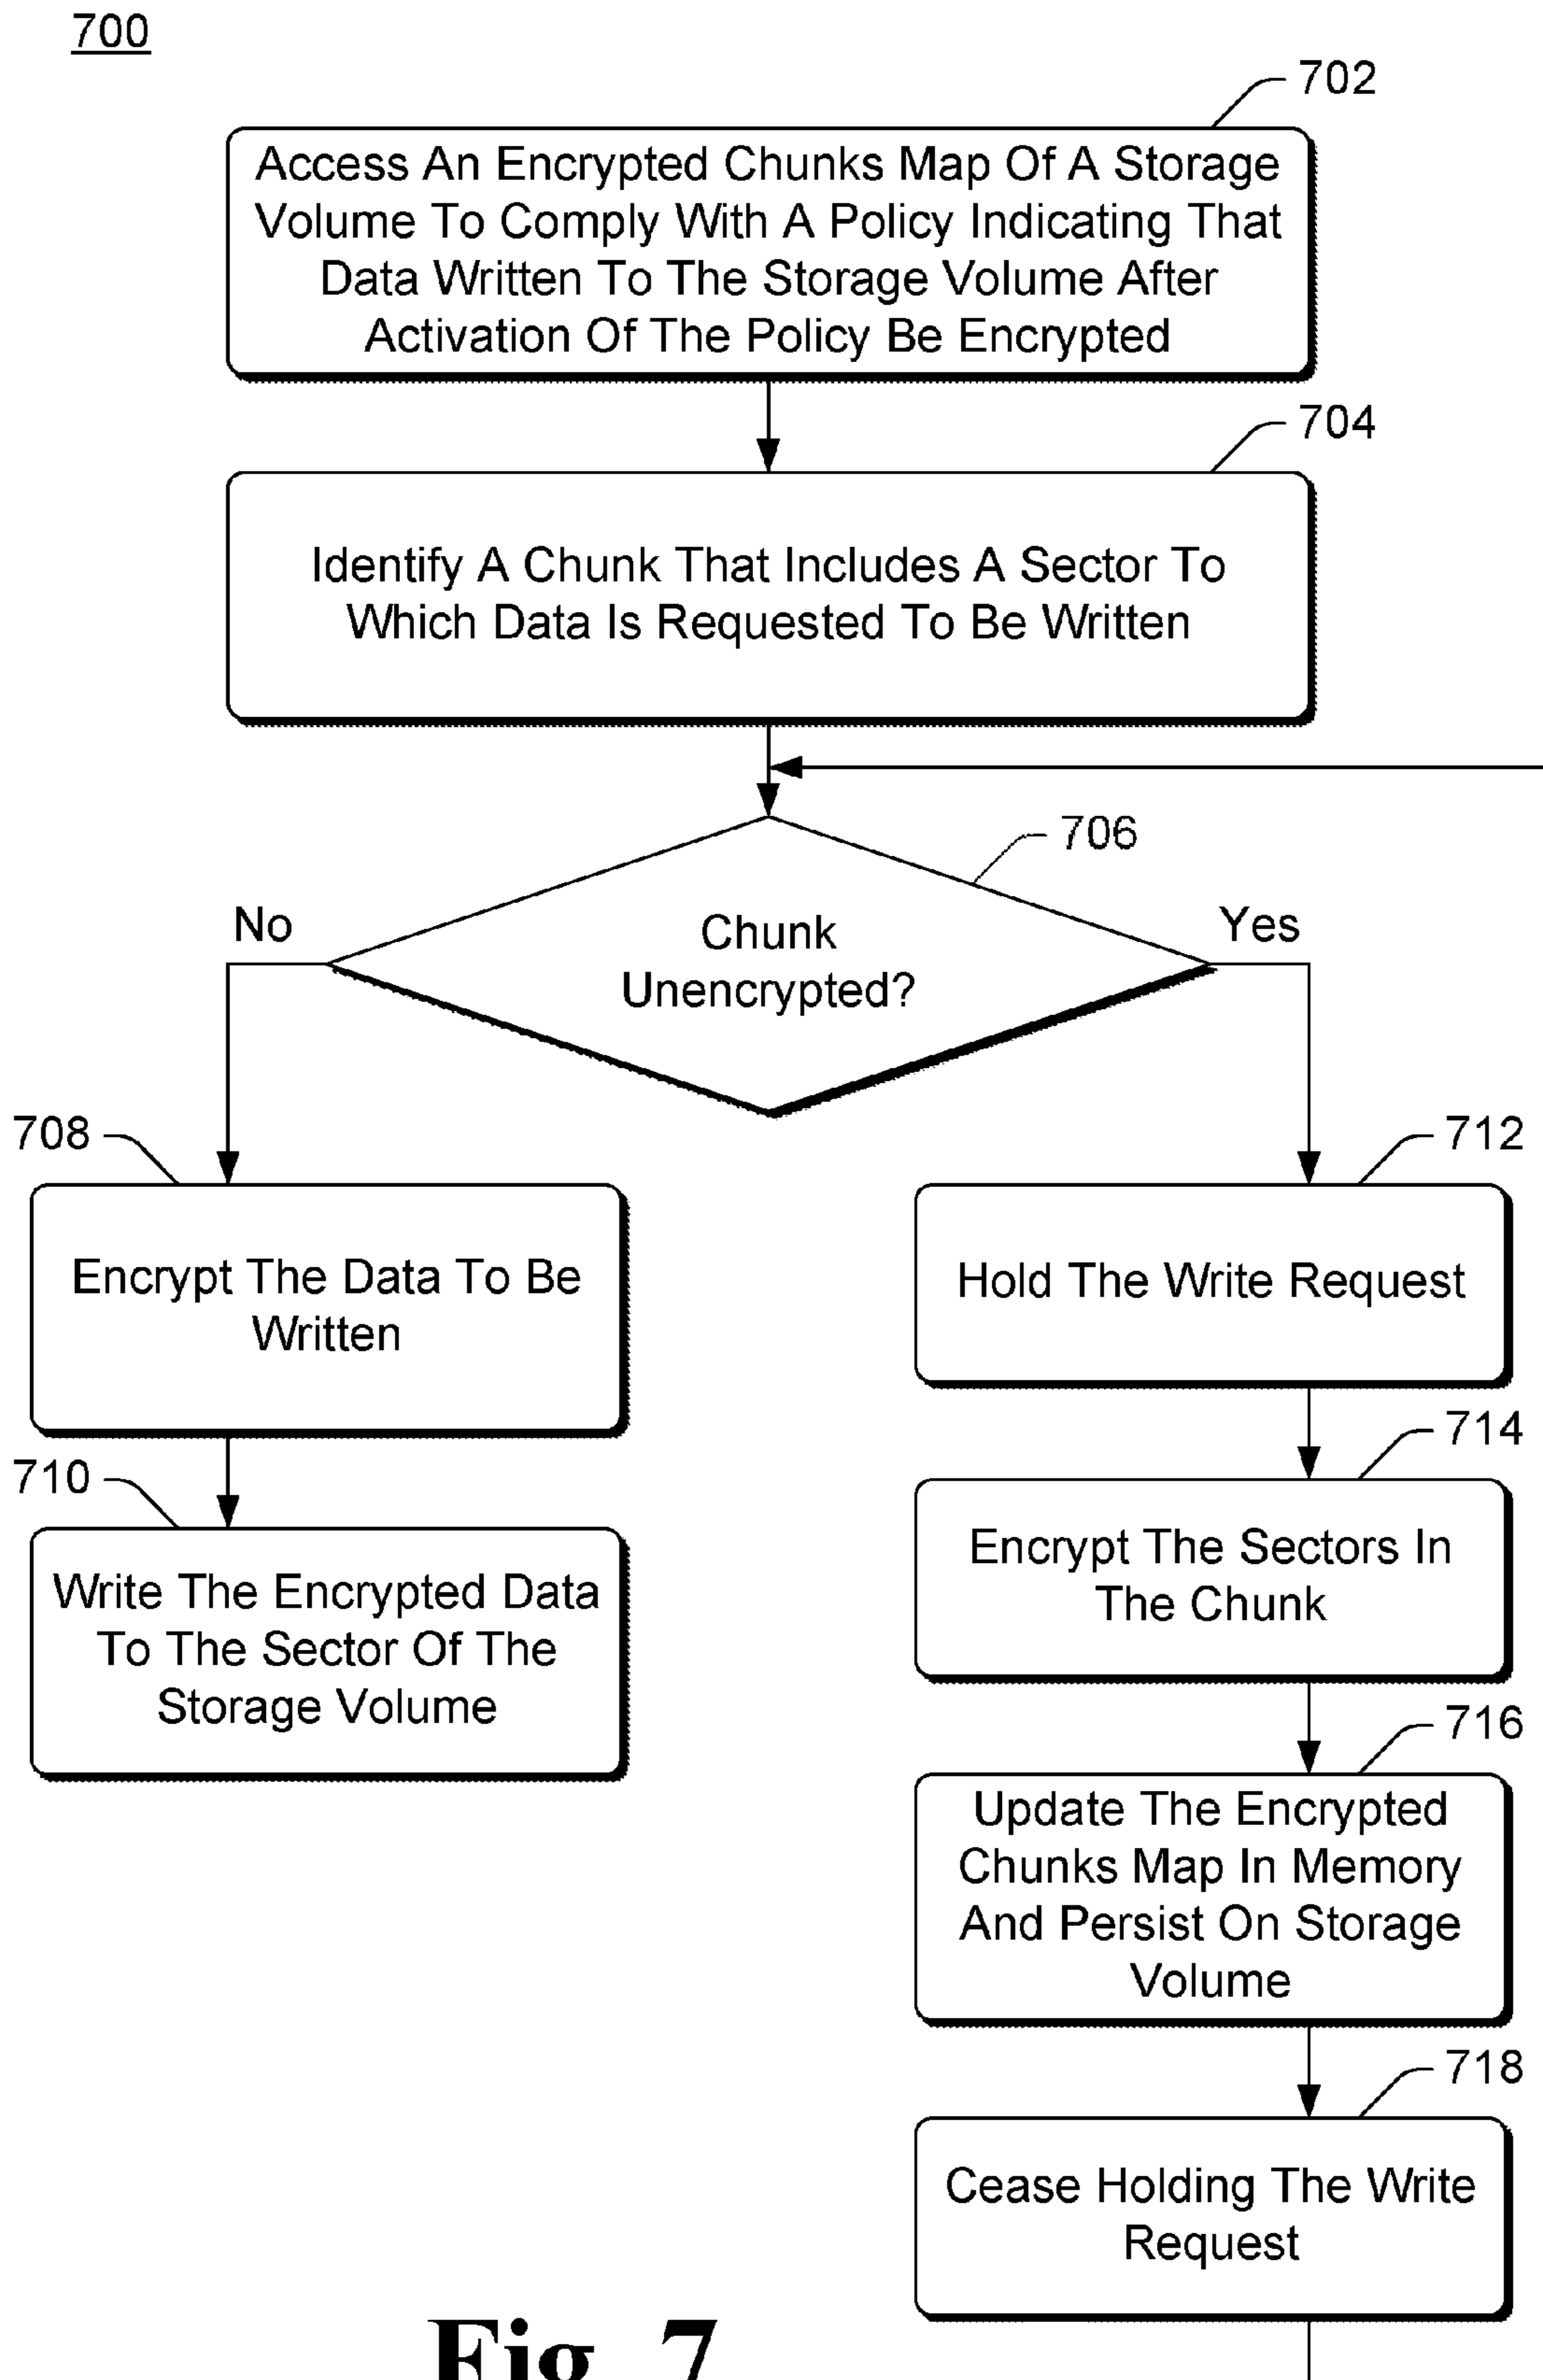 700
702
Access An Encrypted Chunks Map Of A Storage
Volume To Comply With A Policy Indicating That
Data Written To The Storage Volume After
Activation Of The Policy Be Encrypted
704
Identify A Chunk That Includes A Sector To
Which Data Is Requested To Be Written
706
Chunk
Unencrypted?
No
Yes
708
Encrypt The Data To Be
Written
710
Write The Encrypted Data
To The Sector Of The
Storage Volume
712
Hold The Write Request
714
Encrypt The Sectors In
The Chunk
716
Update The Encrypted
Chunks Map In Memory
And Persist On Storage
Volume
718
Cease Holding The Write
Request
Fig. 7